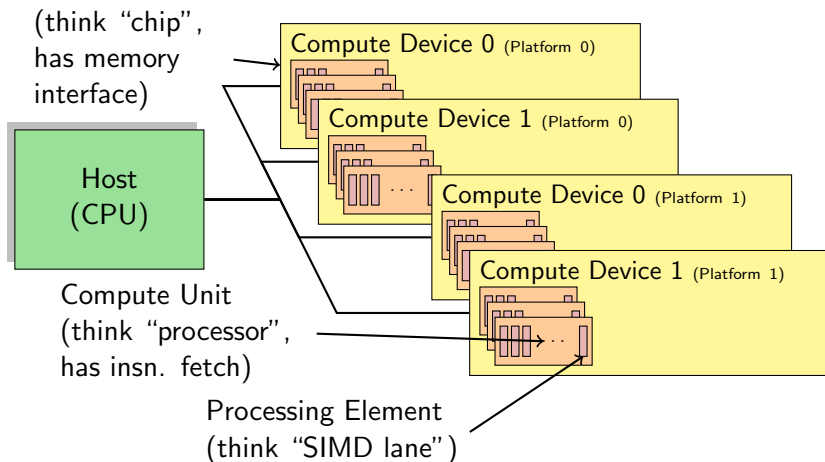 (think “chip”,
has memory
interface)
Compute Device 0 (Platform 0)
· · ·
Compute Device 1 (Platform 0)
· · ·
Host
(CPU)
Compute Device 0 (Platform 1)
· · ·
Compute Device 1 (Platform 1)
· · ·
Compute Unit
(think “processor”,
has insn. fetch)
Processing Element
(think “SIMD lane”)